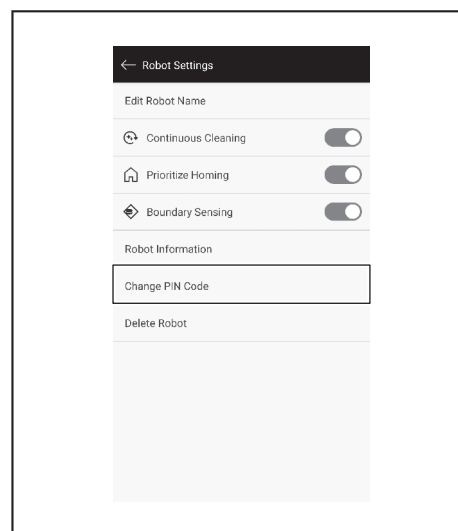 Robot Settings
Edit Robot Name
Continuous Cleaning
Prioritize Homing
Boundary Sensing
Robot Information
Change PIN Code
Delete Robot